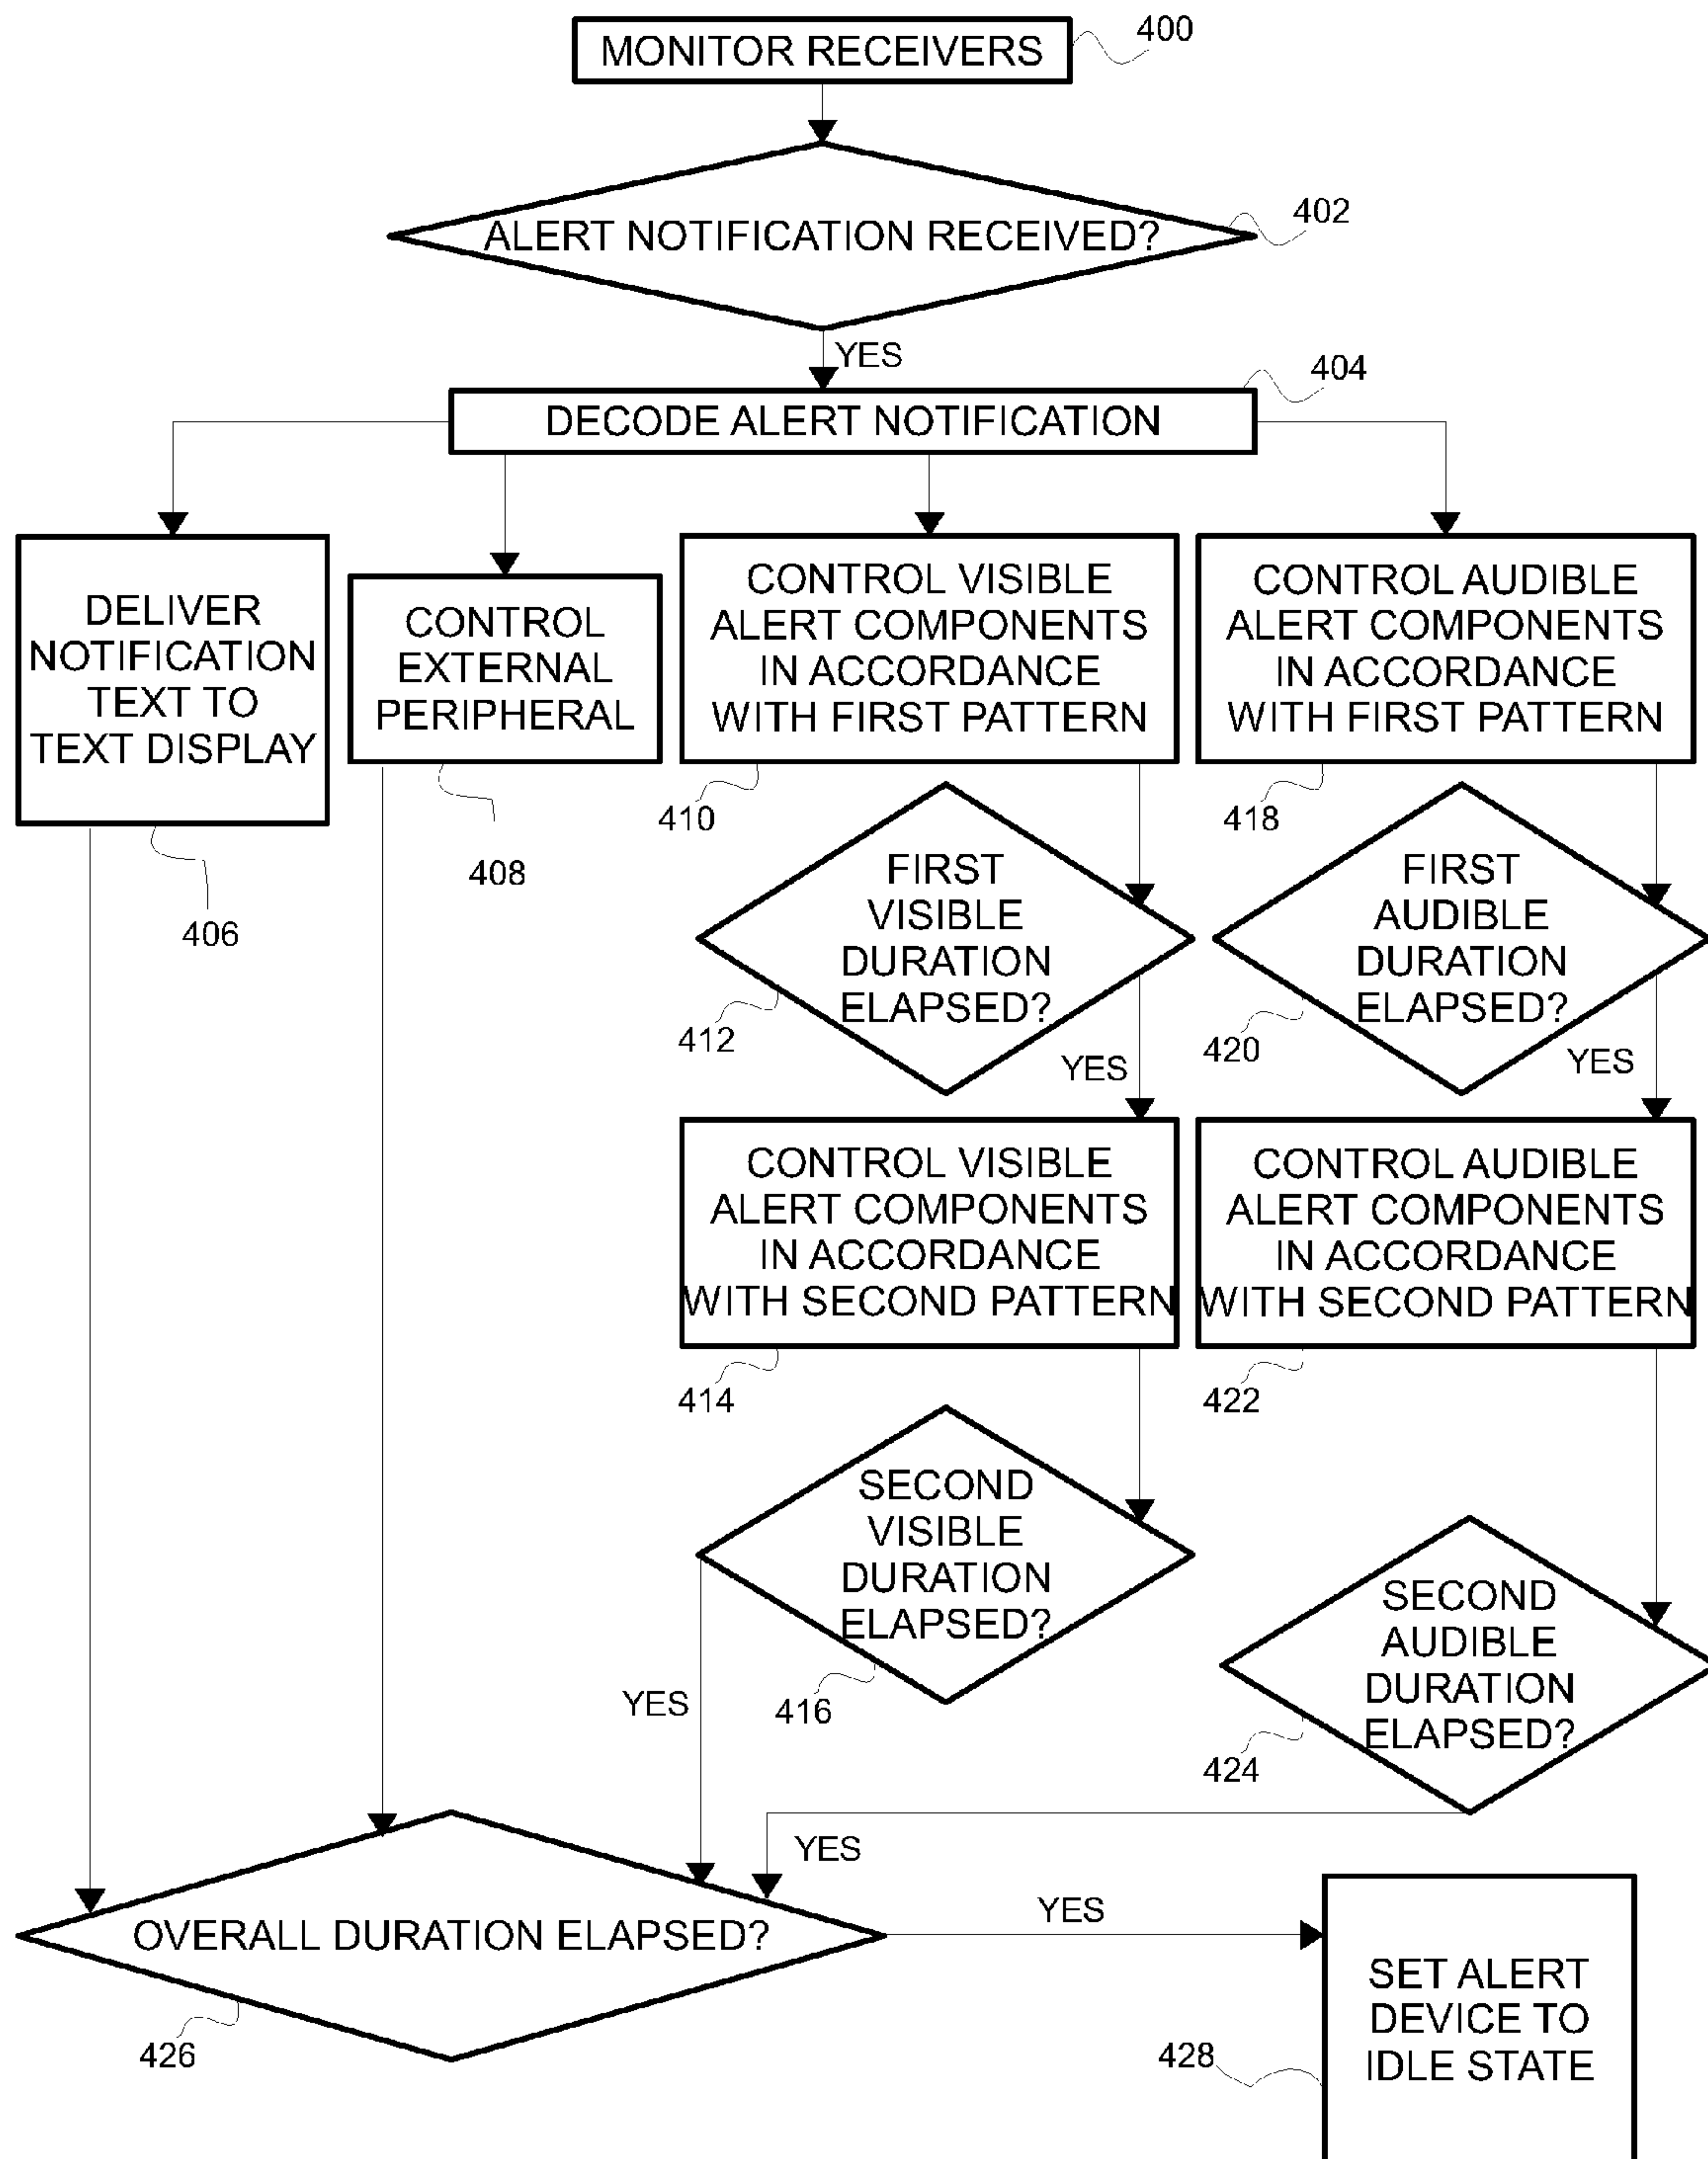 MONITOR RECEIVERS
400
ALERT NOTIFICATION RECEIVED?
402
YES
404
DECODE ALERT NOTIFICATION
DELIVER
NOTIFICATION
TEXT TO
TEXT DISPLAY
406
CONTROL
EXTERNAL
PERIPHERAL
408
CONTROL VISIBLE
ALERT COMPONENTS
IN ACCORDANCE
WITH FIRST PATTERN
410
CONTROL AUDIBLE
ALERT COMPONENTS
IN ACCORDANCE
WITH FIRST PATTERN
418
FIRST
VISIBLE
DURATION
ELAPSED?
412
YES
FIRST
AUDIBLE
DURATION
ELAPSED?
420
YES
CONTROL VISIBLE
ALERT COMPONENTS
IN ACCORDANCE
WITH SECOND PATTERN
414
CONTROL AUDIBLE
ALERT COMPONENTS
IN ACCORDANCE
WITH SECOND PATTERN
422
SECOND
VISIBLE
DURATION
ELAPSED?
416
YES
SECOND
AUDIBLE
DURATION
ELAPSED?
424
YES
OVERALL DURATION ELAPSED?
426
YES
SET ALERT
DEVICE TO
IDLE STATE
428